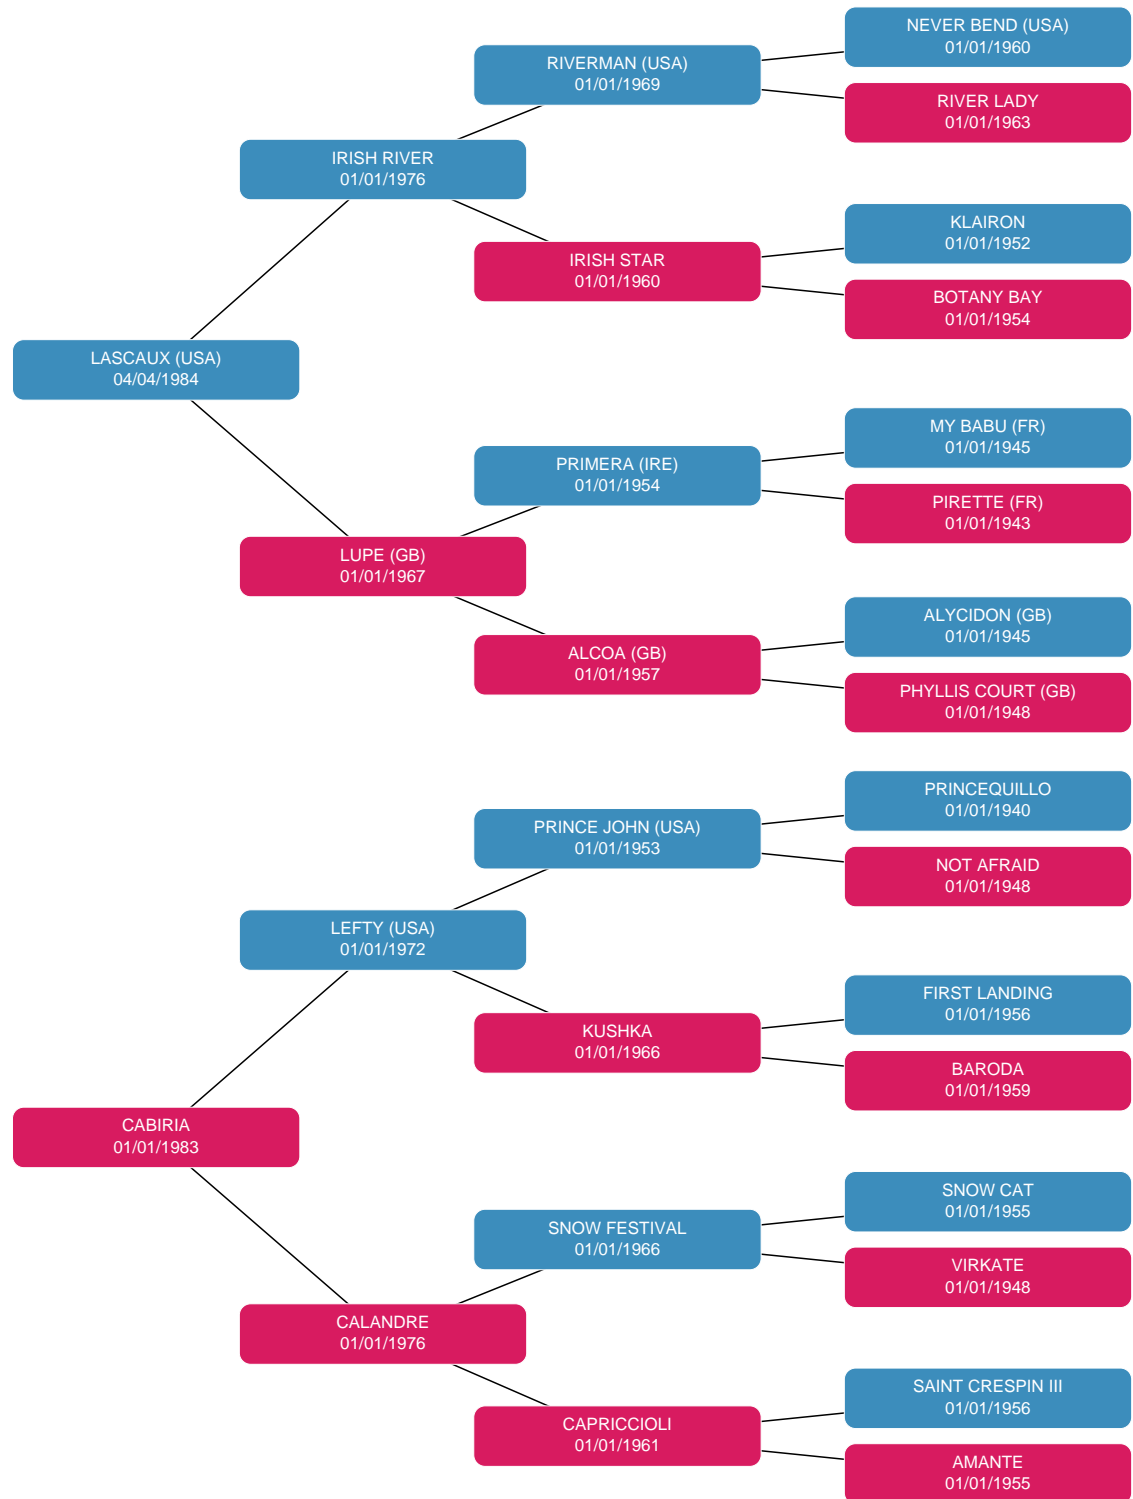 NEVER BEND (USA)
01/01/1960
RIVERMAN (USA)
01/01/1969
RIVER LADY
01/01/1963
IRISH RIVER
01/01/1976
KLAIRON
01/01/1952
IRISH STAR
01/01/1960
BOTANY BAY
01/01/1954
LASCAUX (USA)
04/04/1984
MY BABU (FR)
01/01/1945
PRIMERA (IRE)
01/01/1954
PIRETTE (FR)
01/01/1943
LUPE (GB)
01/01/1967
ALYCIDON (GB)
01/01/1945
ALCOA (GB)
01/01/1957
PHYLLIS COURT (GB)
01/01/1948
PRINCEQUILLO
01/01/1940
PRINCE JOHN (USA)
01/01/1953
NOT AFRAID
01/01/1948
LEFTY (USA)
01/01/1972
FIRST LANDING
01/01/1956
KUSHKA
01/01/1966
BARODA
01/01/1959
CABIRIA
01/01/1983
SNOW CAT
01/01/1955
SNOW FESTIVAL
01/01/1966
VIRKATE
01/01/1948
CALANDRE
01/01/1976
SAINT CRESPIN III
01/01/1956
CAPRICCIOLI
01/01/1961
AMANTE
01/01/1955